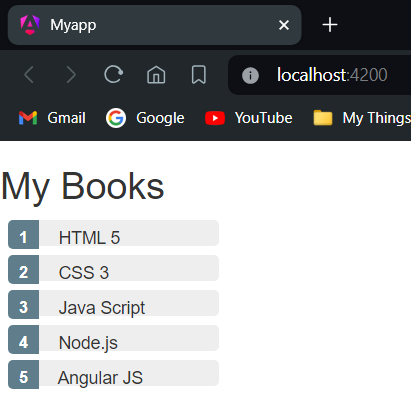 Myapp
localhost:4200
Gmail Google YouTube My Things
My Books
1 HTML 5
2 CSS 3
3 Java Script
4 Node.js
5 Angular JS